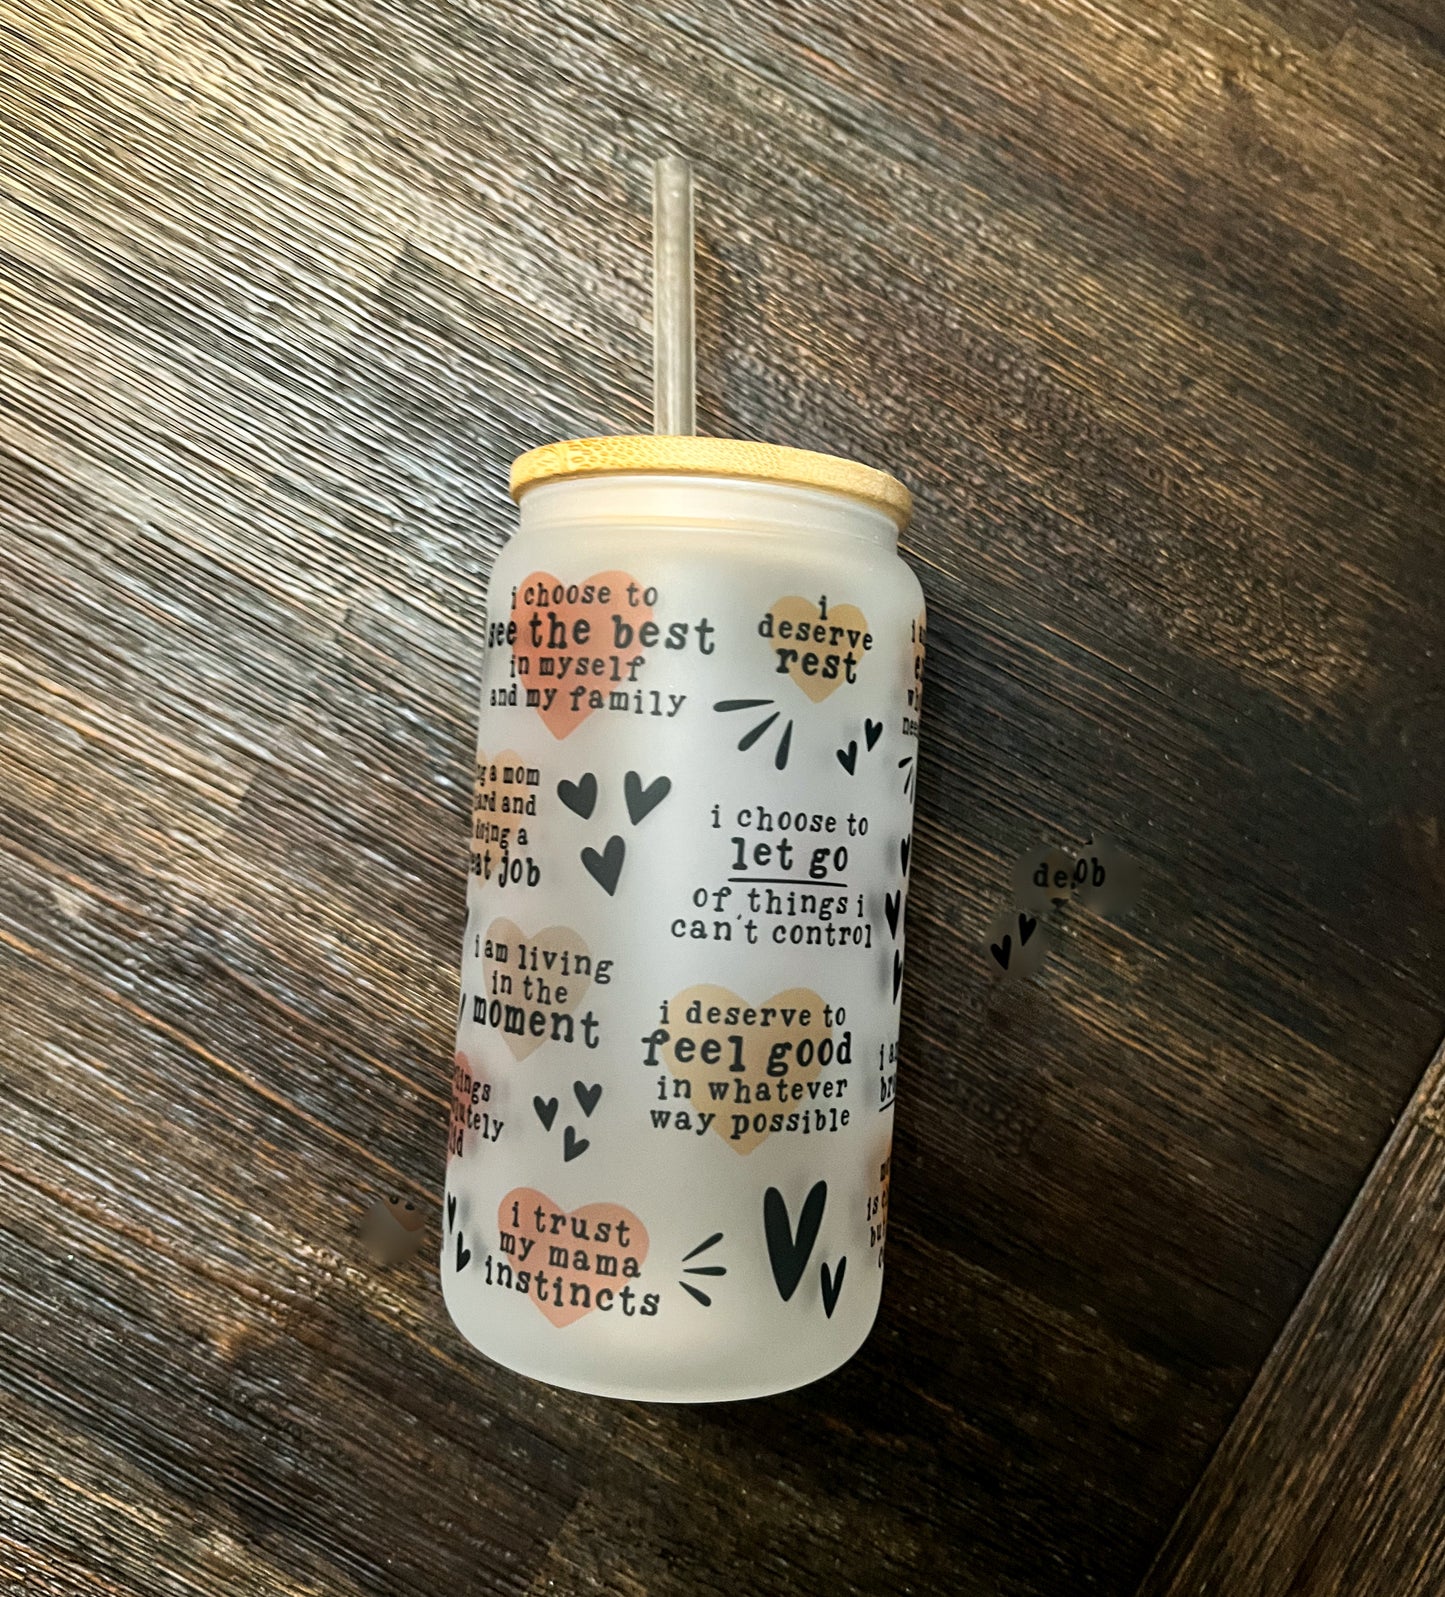 i choose to
see the best
in myself
and my family
i
deserve
rest
a mom
and
a
job
i choose to
let go
of things i
can't control
i am living
in the
moment
i deserve to
feel good
in whatever
way possible
i trust
my mama
instincts